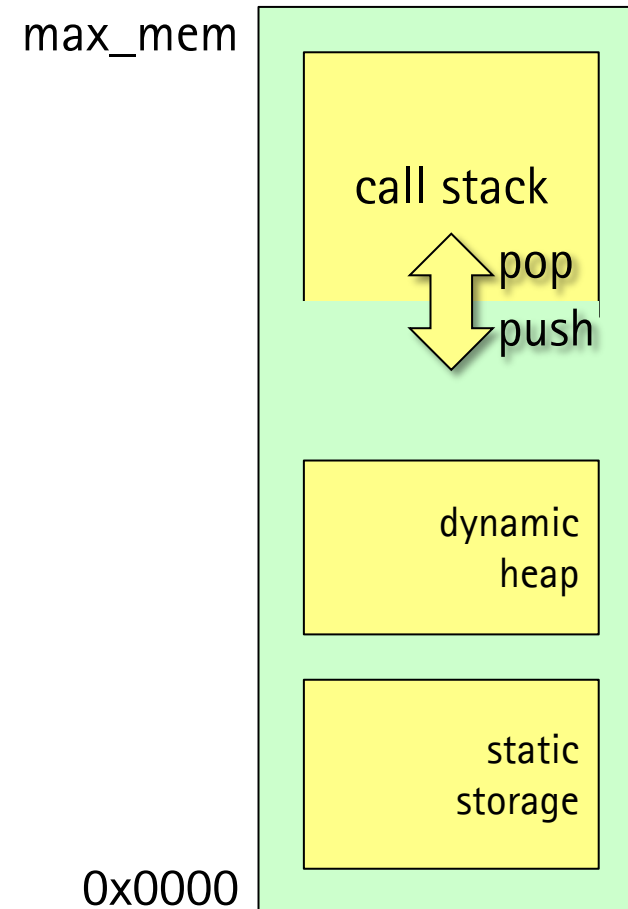 max_mem
call stack
pop
push
dynamic
heap
static
storage
0x0000